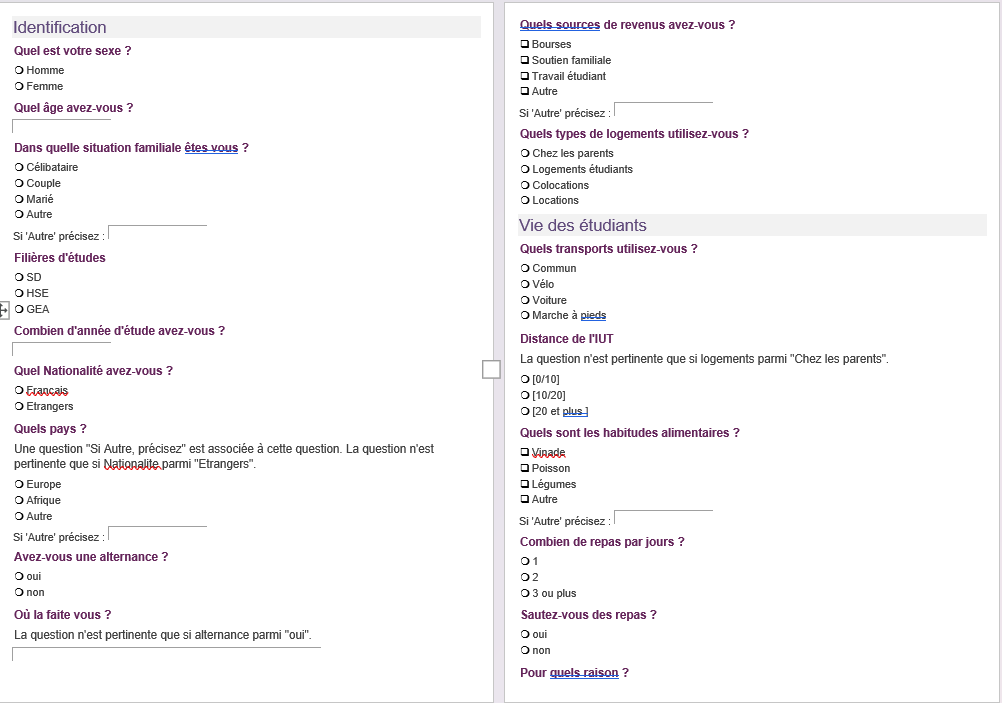 Identification
Quel est votre sexe ?
Homme
Femme
Quel âge avez-vous ?
Dans quelle situation familiale êtes vous ?
Célibataire
Couple
Marié
Autre
Si 'Autre' précisez :
Filières d'études
SD
HSE
GEA
Combien d'année d'étude avez-vous ?
Quel Nationalité avez-vous ?
Francais
Etrangers
Quels pays ?
Une question "Si Autre, précisez" est associée à cette question. La question n'est
pertinente que si Nationalite parmi "Etrangers".
Europe
Afrique
Autre
Si 'Autre' précisez :
Avez-vous une alternance ?
oui
non
Où la faite vous ?
La question n'est pertinente que si alternance parmi "oui".
Quels sources de revenus avez-vous ?
Bourses
Soutien familiale
Travail étudiant
Autre
Si 'Autre' précisez :
Quels types de logements utilisez-vous ?
Chez les parents
Logements étudiants
Colocations
Locations
Vie des étudiants
Quels transports utilisez-vous ?
Commun
Vélo
Voiture
Marche à pieds
Distance de l'IUT
La question n'est pertinente que si logements parmi "Chez les parents".
[0/10]
[10/20]
[20 et plus ]
Quels sont les habitudes alimentaires ?
Vinade
Poisson
Légumes
Autre
Si 'Autre' précisez :
Combien de repas par jours ?
1
2
3 ou plus
Sautez-vous des repas ?
oui
non
Pour quels raison ?